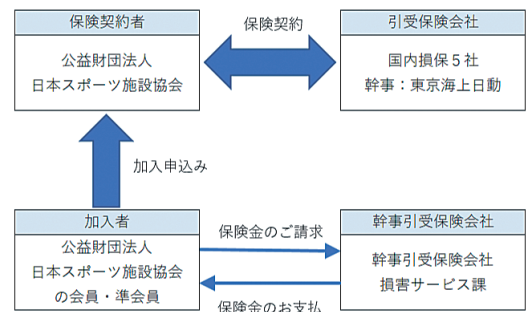 保険契約者
公益財団法人
日本スポーツ施設協会
保険契約
引受保険会社
国内損保５社
幹事：東京海上日動
加入申込み
加入者
公益財団法人
日本スポーツ施設協会
の会員・準会員
保険金のご請求
保険金のお支払
幹事引受保険会社
幹事引受保険会社
損害サービス課